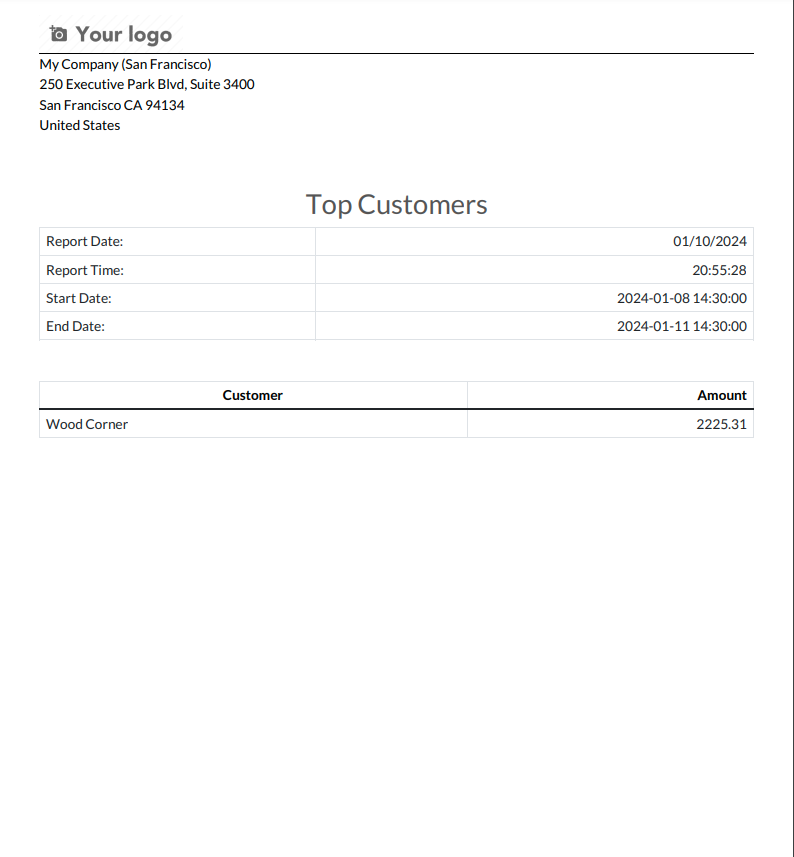 Your logo
My Company (San Francisco)
250 Executive Park Blvd, Suite 3400
San Francisco CA 94134
United States
Top Customers
Report Date: 01/10/2024
Report Time: 20:55:28
Start Date: 2024-01-08 14:30:00
End Date: 2024-01-11 14:30:00
Customer Amount
Wood Corner 2225.31